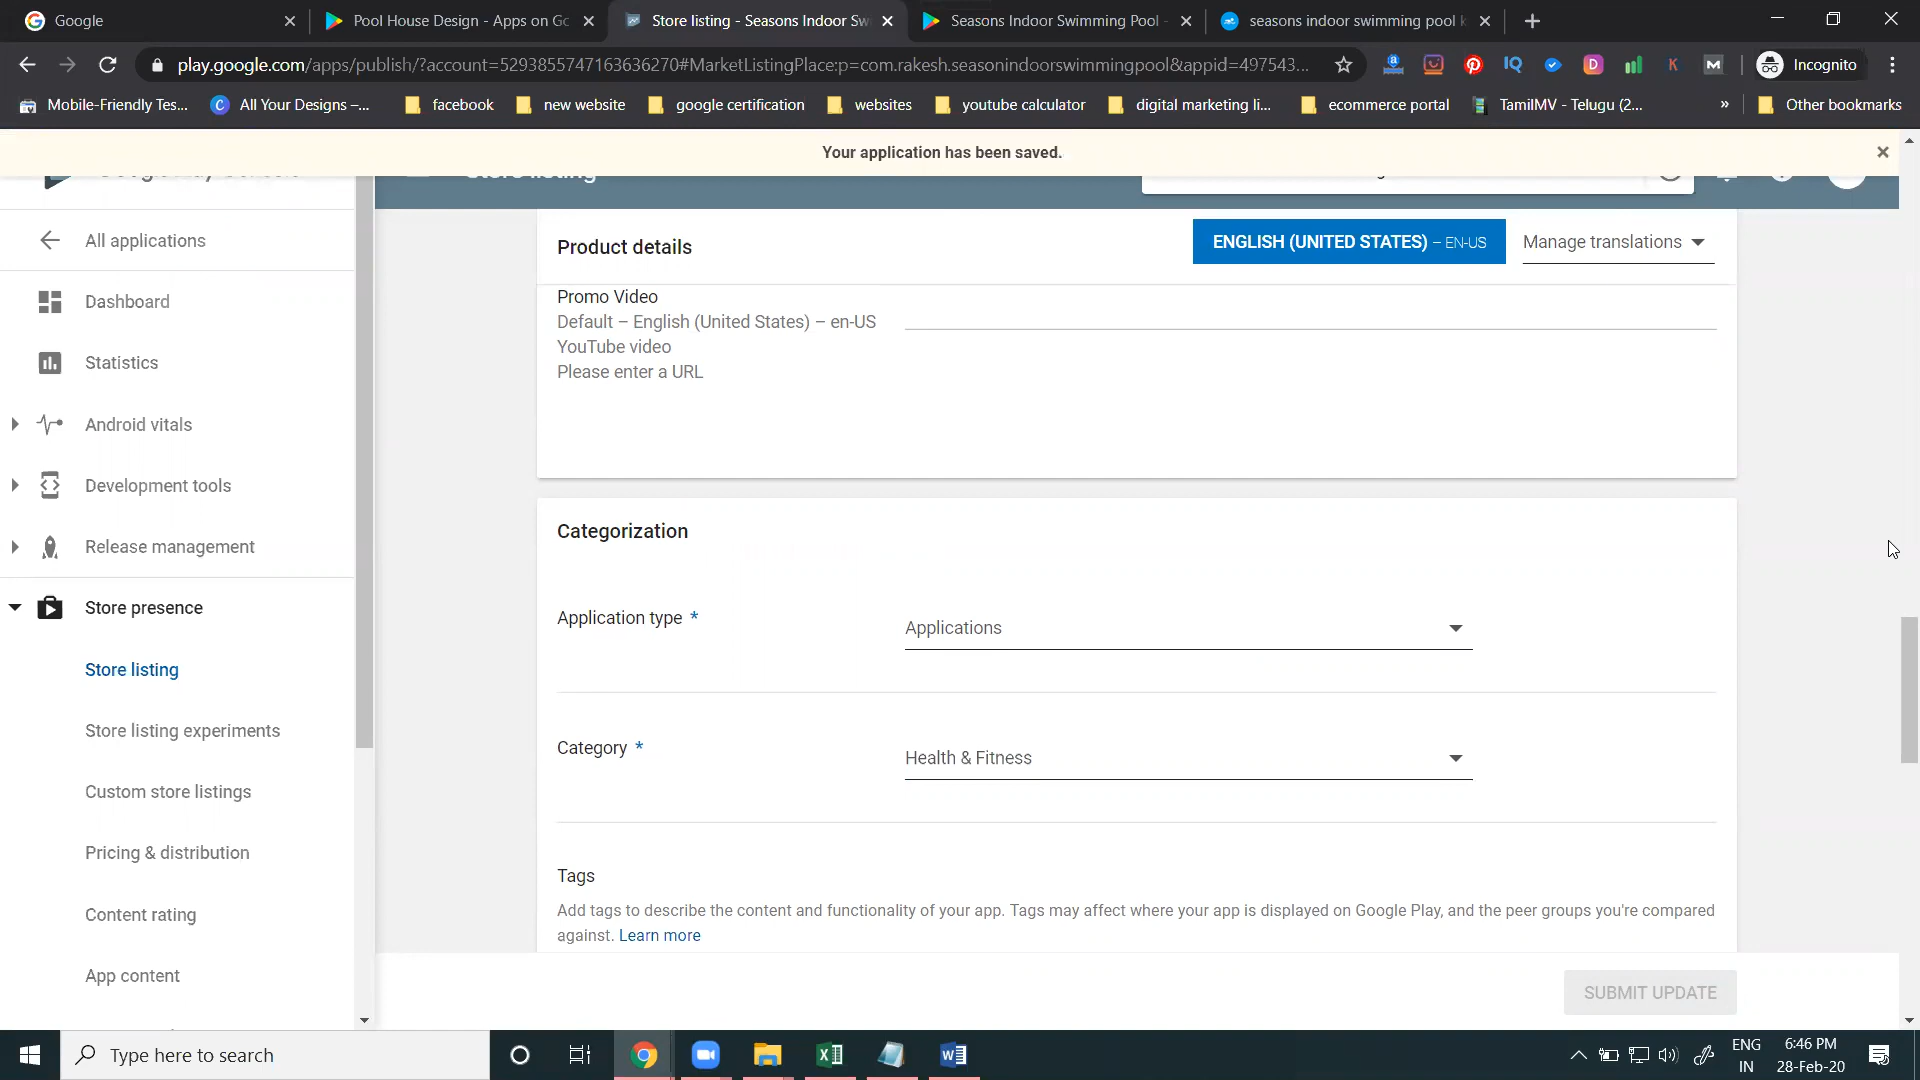 Google
Pool House Design - Apps on Gc
Store listing - Seasons Indoor Sw
Seasons Indoor Swimming Pool -
seasons indoor swimming pool k
play.google.com/apps/publish/?account=5293855747163636270#MarketListingPlace:p=com.rakesh.seasonindoorswimmingpool&appid=497543...
Incognito
Mobile-Friendly Tes...
All Your Designs –...
facebook
new website
google certification
websites
youtube calculator
digital marketing li...
ecommerce portal
TamilMV - Telugu (2...
»
Other bookmarks
Your application has been saved.
All applications
Dashboard
Statistics
Android vitals
Development tools
Release management
Store presence
Store listing
Store listing experiments
Custom store listings
Pricing & distribution
Content rating
App content
Product details
ENGLISH (UNITED STATES) – EN-US
Manage translations
Promo Video
Default – English (United States) – en-US
YouTube video
Please enter a URL
Categorization
Application type *
Applications
Category *
Health & Fitness
Tags
Add tags to describe the content and functionality of your app. Tags may affect where your app is displayed on Google Play, and the peer groups you're compared
against. Learn more
SUBMIT UPDATE
Type here to search
ENG
IN
6:46 PM
28-Feb-20